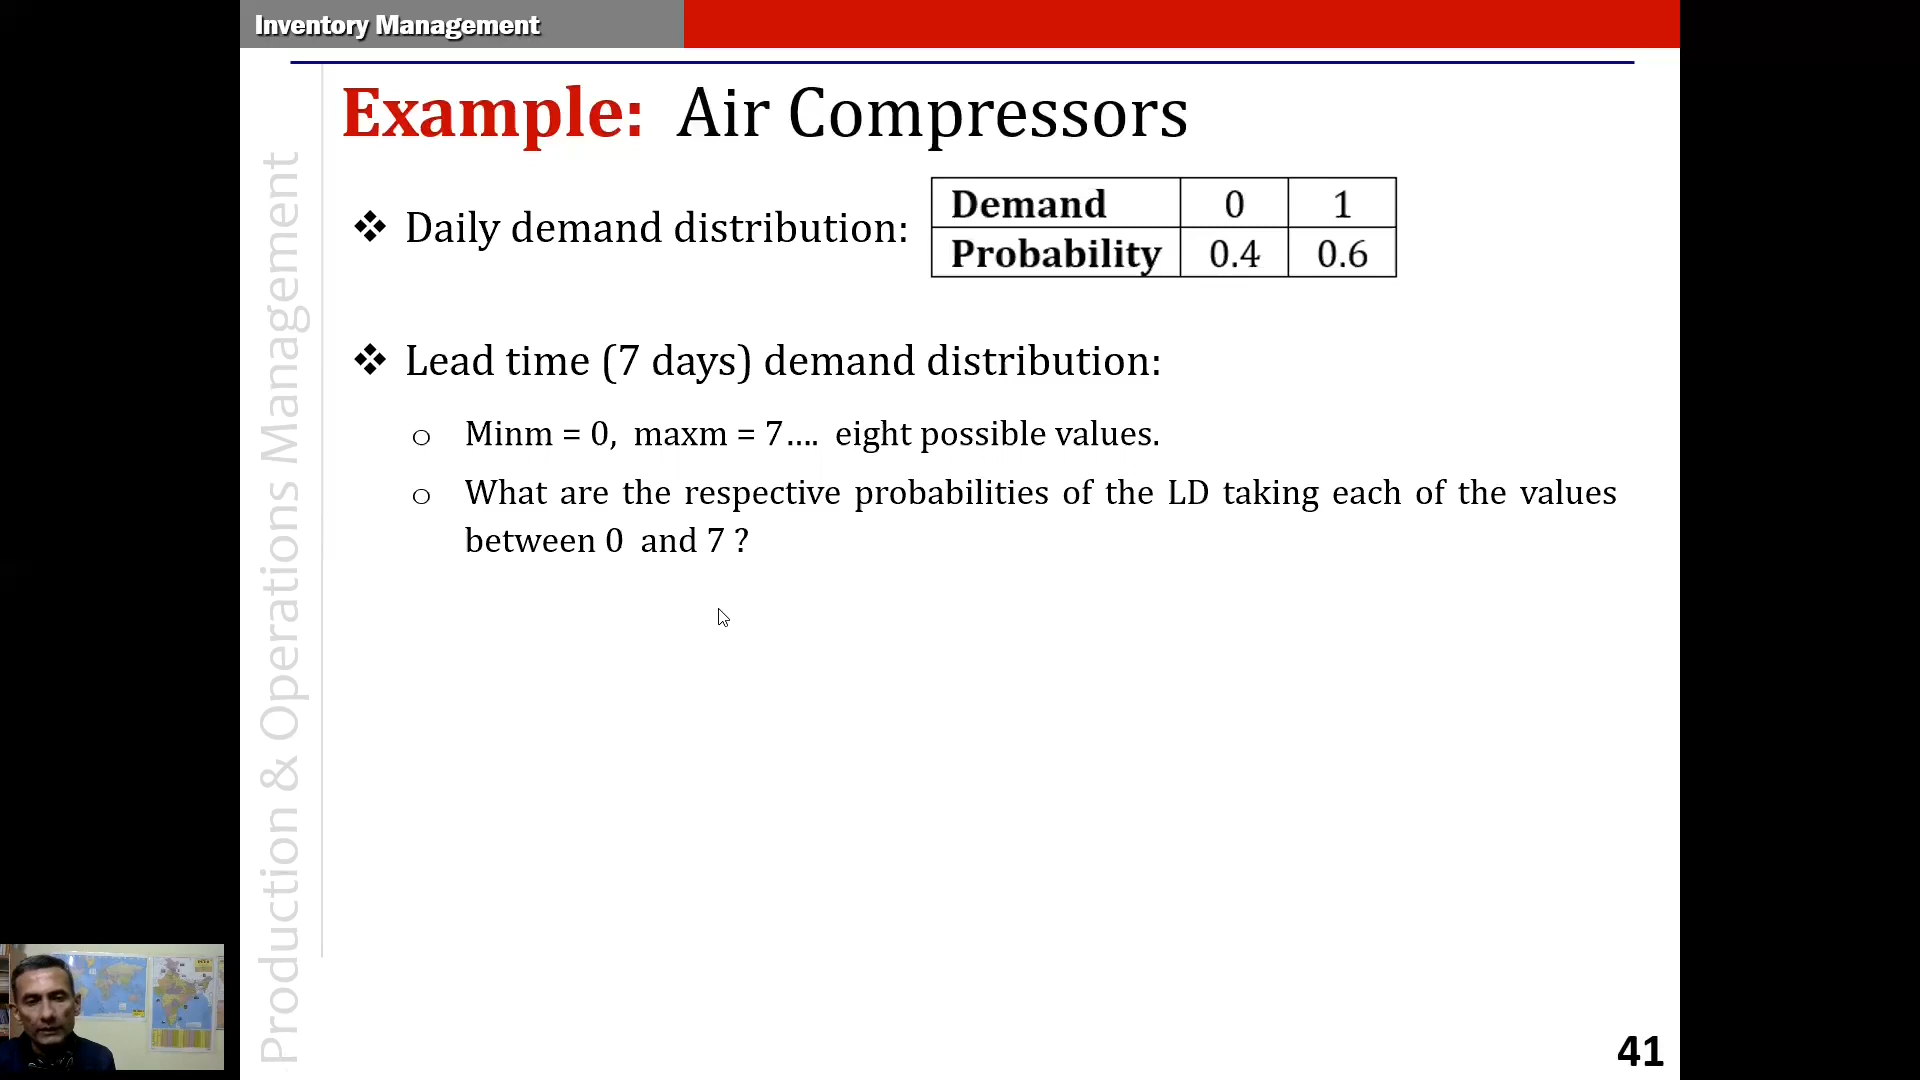 Inventory Management
Example: Air Compressors
Daily demand distribution:
Demand 0 1
Probability 0.4 0.6
Lead time (7 days) demand distribution:
Minm = 0, maxm = 7.... eight possible values.
What are the respective probabilities of the LD taking each of the values
between 0 and 7 ?
Production & Operations Management
41